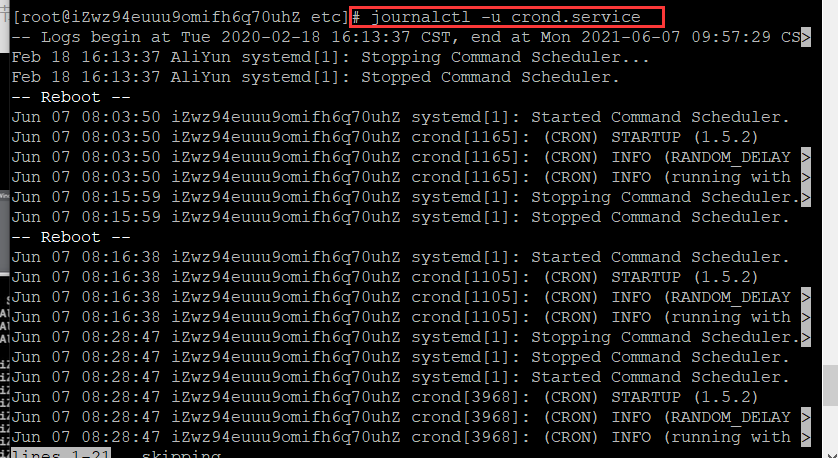 [root@iZwz94euuu9omifh6q70uhZ etc]# journalctl -u crond.service
-- Logs begin at Tue 2020-02-18 16:13:37 CST, end at Mon 2021-06-07 09:57:29 CS>
Feb 18 16:13:37 AliYun systemd[1]: Stopping Command Scheduler...
Feb 18 16:13:37 AliYun systemd[1]: Stopped Command Scheduler.
-- Reboot --
Jun 07 08:03:50 iZwz94euuu9omifh6q70uhZ systemd[1]: Started Command Scheduler.
Jun 07 08:03:50 iZwz94euuu9omifh6q70uhZ crond[1165]: (CRON) STARTUP (1.5.2)
Jun 07 08:03:50 iZwz94euuu9omifh6q70uhZ crond[1165]: (CRON) INFO (RANDOM_DELAY >
Jun 07 08:03:50 iZwz94euuu9omifh6q70uhZ crond[1165]: (CRON) INFO (running with >
Jun 07 08:15:59 iZwz94euuu9omifh6q70uhZ systemd[1]: Stopping Command Scheduler.>
Jun 07 08:15:59 iZwz94euuu9omifh6q70uhZ systemd[1]: Stopped Command Scheduler.
-- Reboot --
Jun 07 08:16:38 iZwz94euuu9omifh6q70uhZ systemd[1]: Started Command Scheduler.
Jun 07 08:16:38 iZwz94euuu9omifh6q70uhZ crond[1105]: (CRON) STARTUP (1.5.2)
Jun 07 08:16:38 iZwz94euuu9omifh6q70uhZ crond[1105]: (CRON) INFO (RANDOM_DELAY >
Jun 07 08:16:38 iZwz94euuu9omifh6q70uhZ crond[1105]: (CRON) INFO (running with >
Jun 07 08:28:47 iZwz94euuu9omifh6q70uhZ systemd[1]: Stopping Command Scheduler.>
Jun 07 08:28:47 iZwz94euuu9omifh6q70uhZ systemd[1]: Stopped Command Scheduler.
Jun 07 08:28:47 iZwz94euuu9omifh6q70uhZ systemd[1]: Started Command Scheduler.
Jun 07 08:28:47 iZwz94euuu9omifh6q70uhZ crond[3968]: (CRON) STARTUP (1.5.2)
Jun 07 08:28:47 iZwz94euuu9omifh6q70uhZ crond[3968]: (CRON) INFO (RANDOM_DELAY >
Jun 07 08:28:47 iZwz94euuu9omifh6q70uhZ crond[3968]: (CRON) INFO (running with >
lines 1-21...skipping...